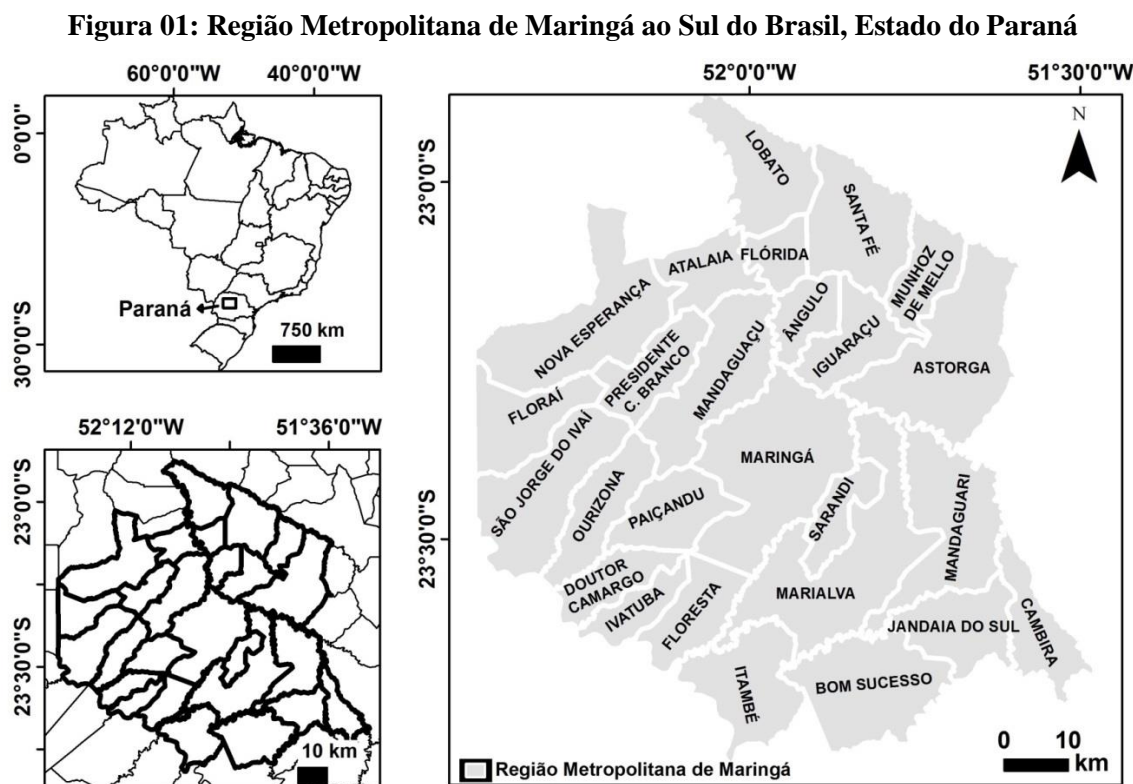 Figura 01: Região Metropolitana de Maringá ao Sul do Brasil, Estado do Paraná
60°0'0"W 40°0'0"W
0°0'0"
Paraná
750 km
30°0'0"S
52°12'0"W 51°36'0"W
23°0'0"S
23°30'0"S
10 km
52°0'0"W 51°30'0"W
N
23°0'0"S
23°30'0"S
LOBATO
SANTA FÉ
ATALAIA
FLÓRIDA
MUNHOZ
DE MELLO
NOVA ESPERANÇA
ÂNGULO
IGUARAÇU
PRESIDENTE
C. BRANCO
MANDAGUAÇU
ASTORGA
FLORAÍ
SÃO JORGE DO IVAÍ
MARINGÁ
OURIZONA
PAIÇANDU
SARANDI
MANDAGUARI
DOUTOR
CAMARGO
IVATUBA
FLORESTA
MARIALVA
JANDAIA DO SUL
CAMBIRA
ITAMBÉ
BOM SUCESSO
0 10
km
Região Metropolitana de Maringá